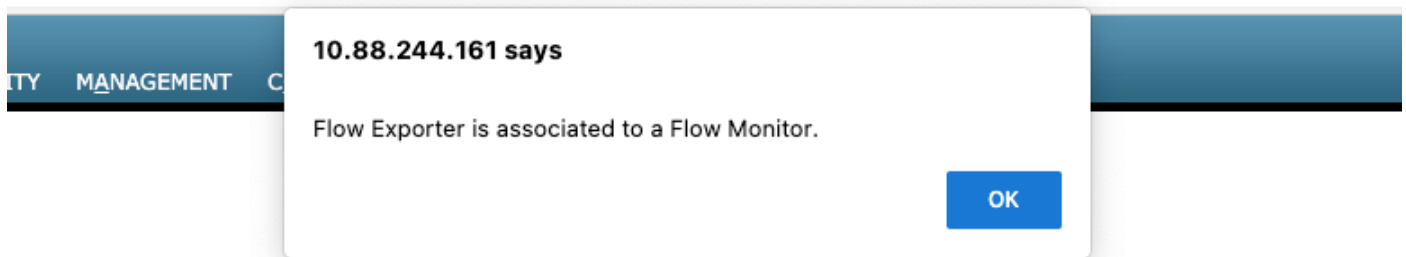 10.88.244.161 says
ITY MANAGEMENT C
Flow Exporter is associated to a Flow Monitor.
OK